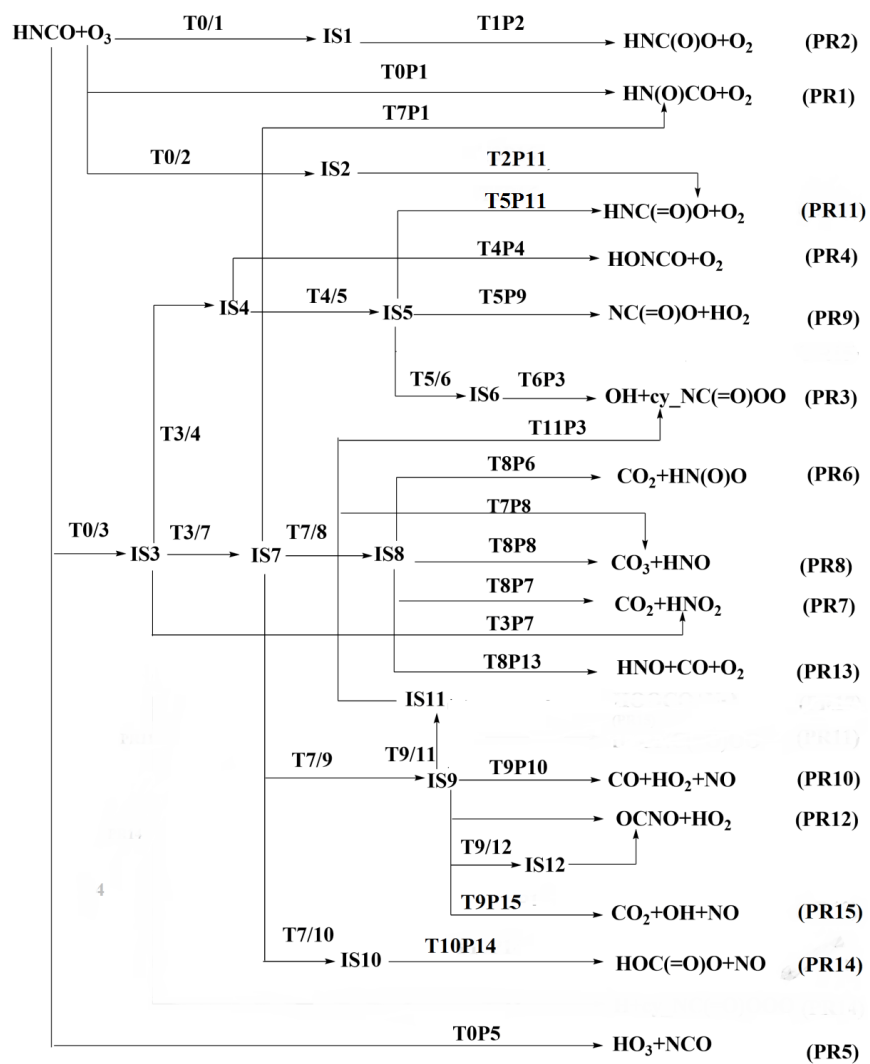 HNCO+O₃ T0/1 IS1 T1P2 HNC(O)O+O₂ (PR2)
T0P1 HN(O)CO+O₂ (PR1)
T7P1
T0/2 IS2 T2P11
T5P11 HNC(=O)O+O₂ (PR11)
T4P4 HONCO+O₂ (PR4)
IS4 T4/5 IS5 T5P9 NC(=O)O+HO₂ (PR9)
T5/6 IS6 T6P3 OH+cy_NC(=O)OO (PR3)
T3/4 T11P3
T8P6 CO₂+HN(O)O (PR6)
T7P8
T0/3 IS3 T3/7 IS7 T7/8 IS8 T8P8 CO₃+HNO (PR8)
T8P7 CO₂+HNO₂ (PR7)
T3P7
T8P13 HNO+CO+O₂ (PR13)
IS11
T7/9 T9/11 IS9 T9P10 CO+HO₂+NO (PR10)
OCNO+HO₂ (PR12)
T9/12 IS12
4
T9P15 CO₂+OH+NO (PR15)
T7/10 IS10 T10P14 HOC(=O)O+NO (PR14)
T0P5 HO₃+NCO (PR5)